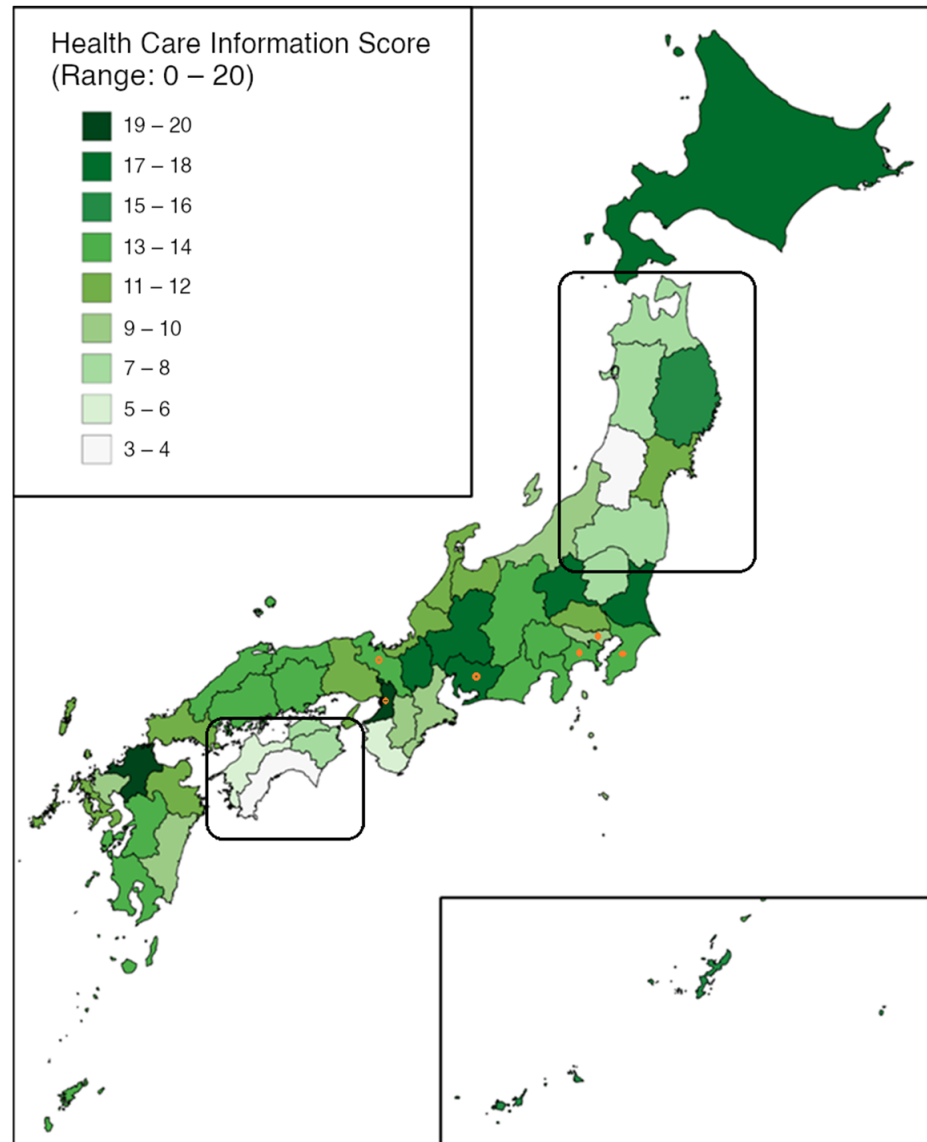 Health Care Information Score
(Range: 0 – 20)
19 – 20
17 – 18
15 – 16
13 – 14
11 – 12
9 – 10
7 – 8
5 – 6
3 – 4